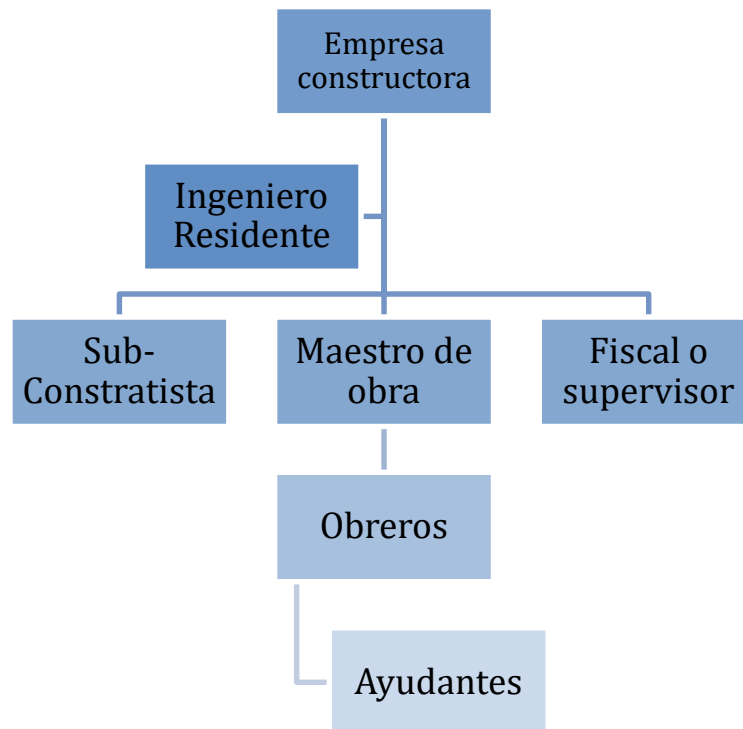 Empresa
constructora
Ingeniero
Residente
Sub-
Constratista
Maestro de
obra
Fiscal o
supervisor
Obreros
Ayudantes